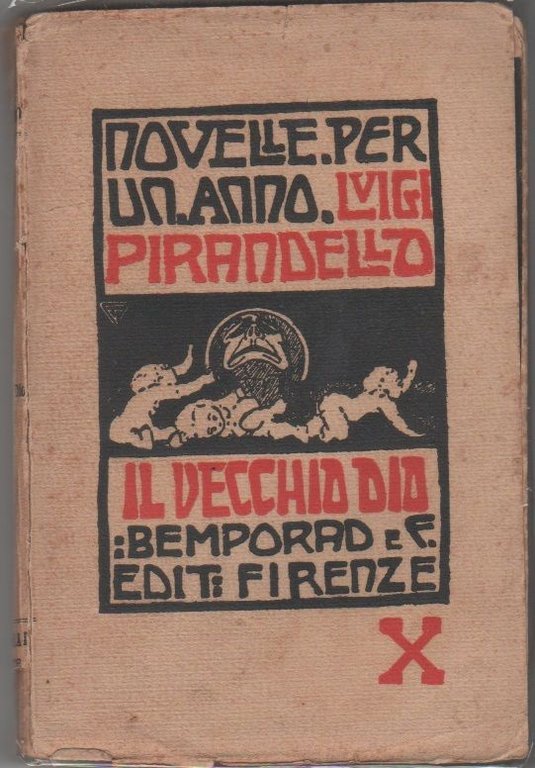 NOVELLE. PER
UN. ANNO. LUIGI
PIRANDELLO
IL VECCHIO DIO
:BEMPORAD e F.
EDIT: FIRENZE
X